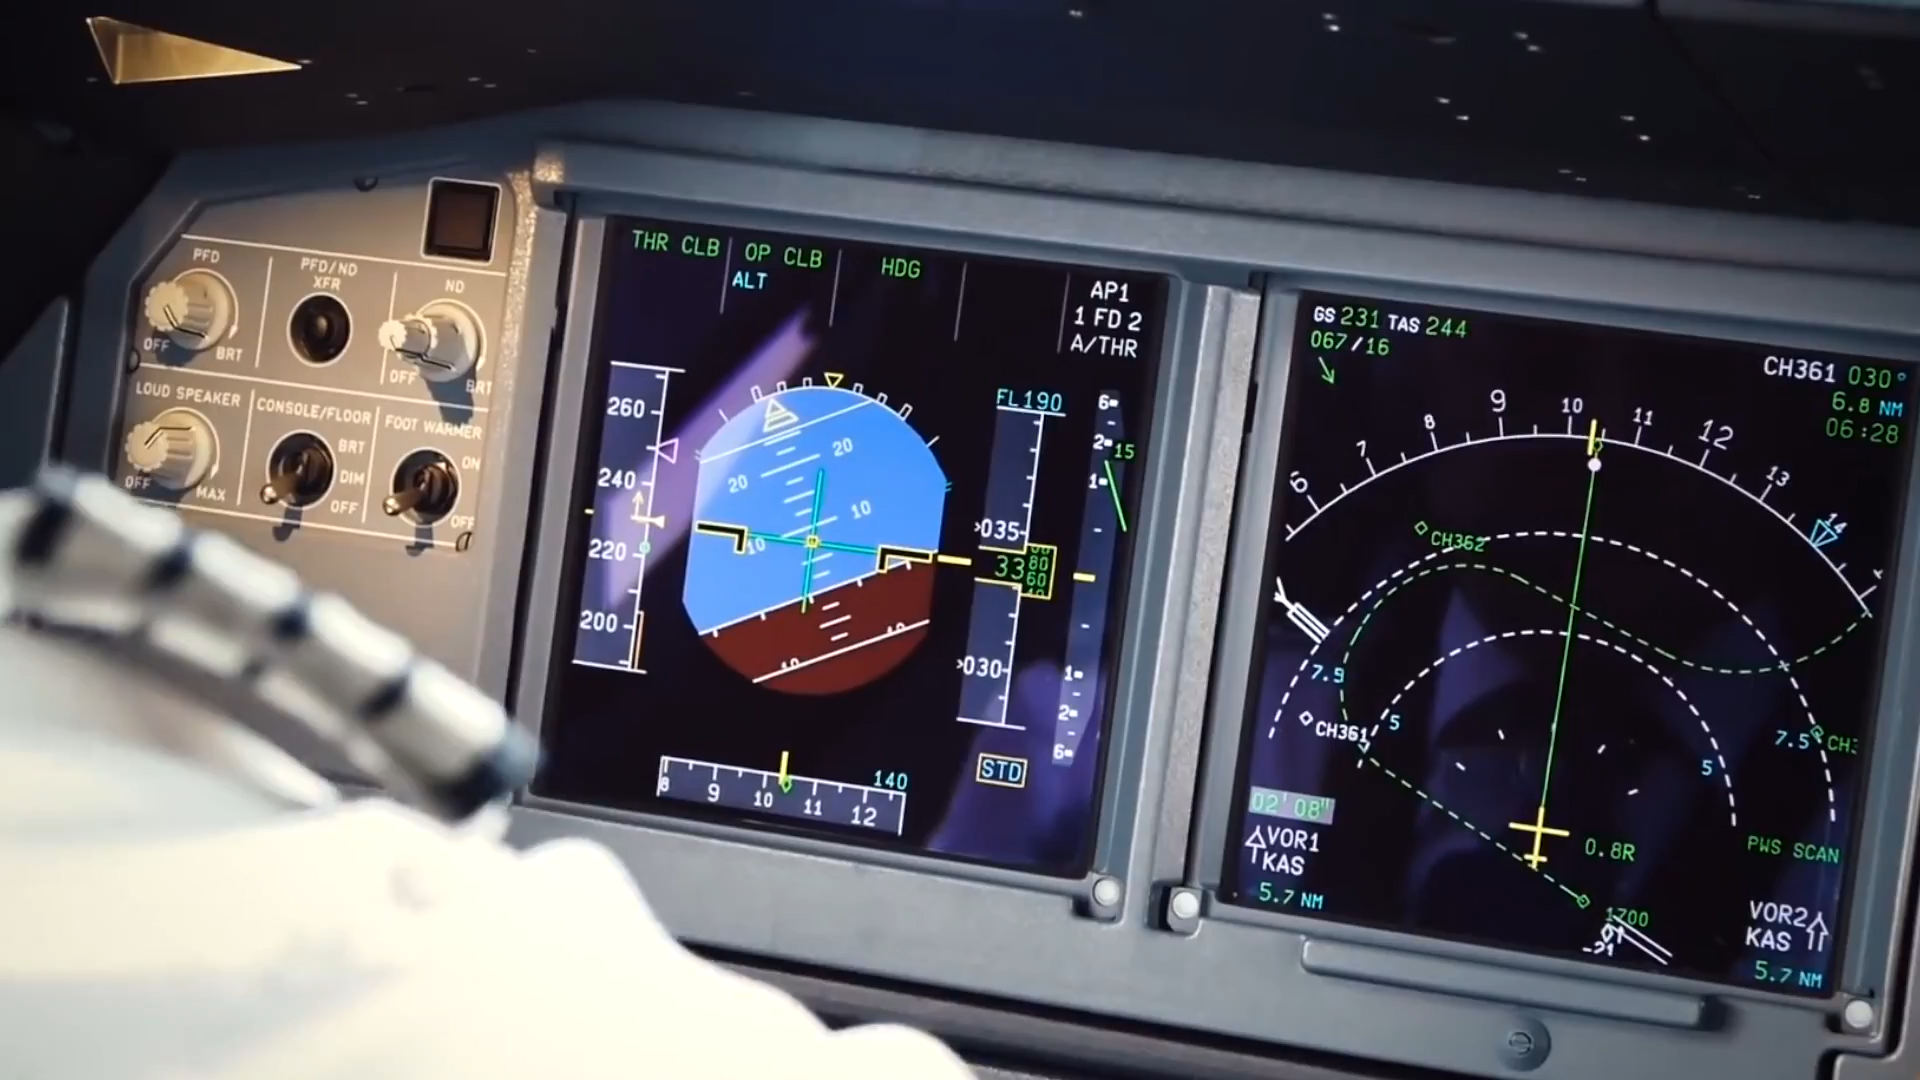 PFD
PFD/ND
XFR
ND
OFF
BRT
OFF
BRT
LOUD SPEAKER
CONSOLE/FLOOR
FOOT WARMER
BRT
DIM
OFF
ON
OFF
OFF
MAX
THR CLB
OP CLB
HDG
ALT
AP1
1 FD 2
A/THR
260
240
220
200
20
20
10
10
10
10
FL190
035
33
80
60
030
6
2
1
15
1
2
6
STD
8
9
10
11
12
140
GS 231 TAS 244
067/16
CH361 030°
6.8 NM
06:28
6
7
8
9
10
11
12
13
14
CH362
7.5
5
CH361
5
7.5
CH3
02'08"
VOR1
KAS
5.7 NM
0.8R
PWS SCAN
1700
VOR2
KAS
5.7 NM